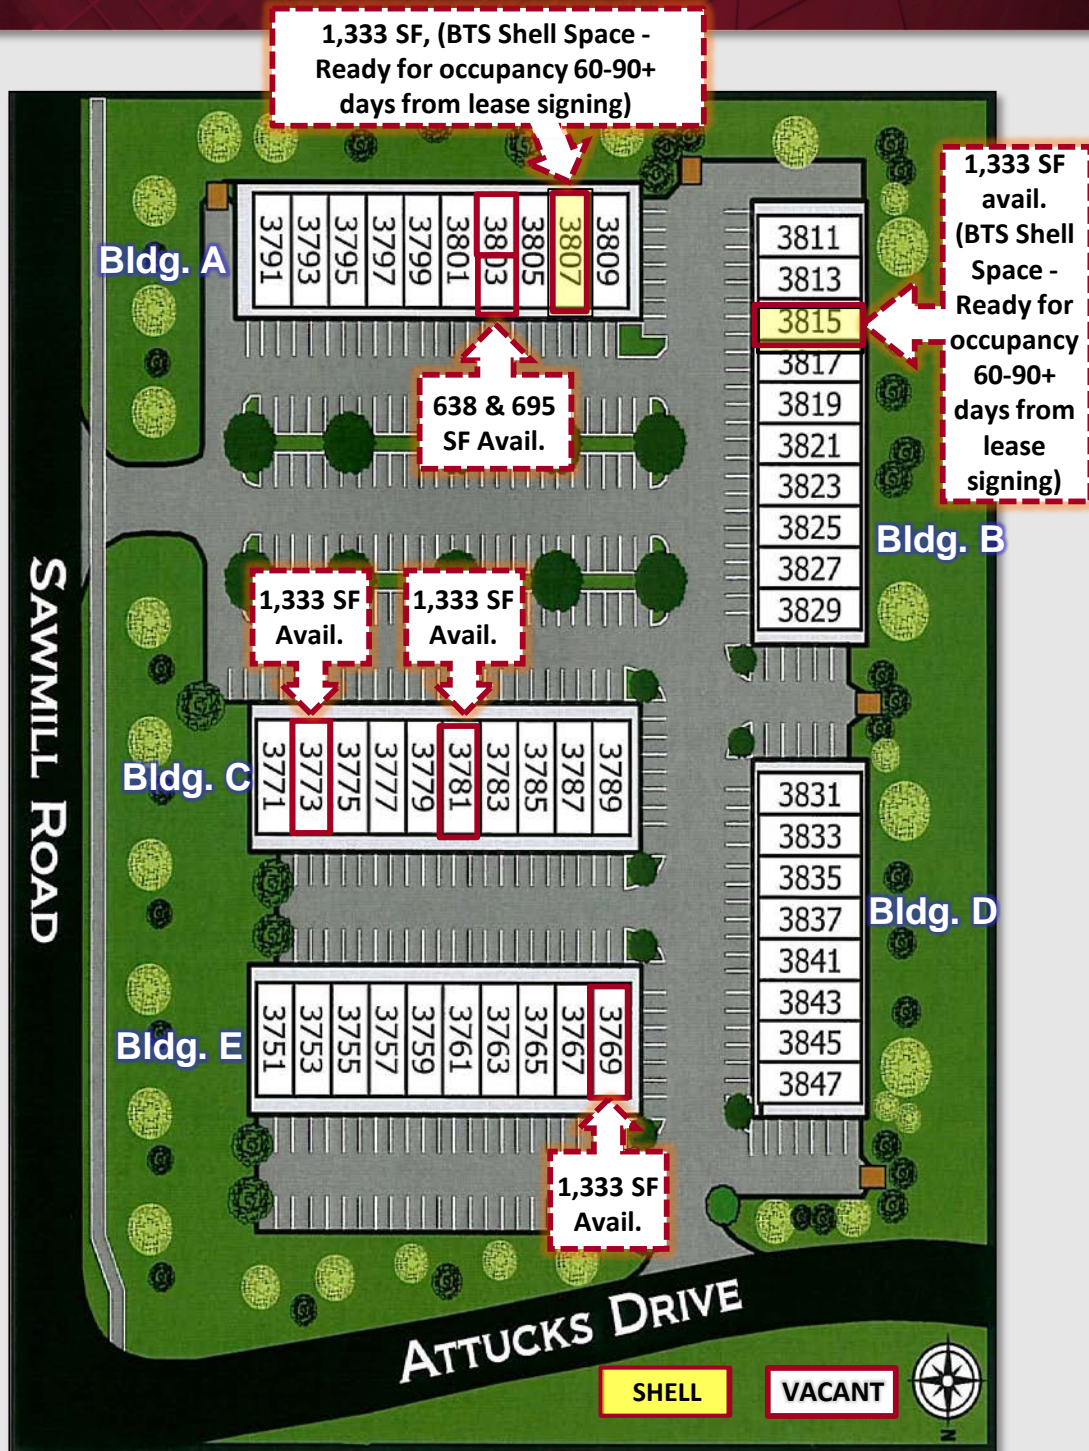 1,333 SF, (BTS Shell Space -
Ready for occupancy 60-90+
days from lease signing)
1,333 SF
avail.
(BTS Shell
Space -
Ready for
occupancy
60-90+
days from
lease
signing)
Bldg. A
3791
3793
3795
3797
3799
3801
3803
3805
3807
3809
638 & 695
SF Avail.
3811
3813
3815
3817
3819
3821
3823
3825
3827
3829
Bldg. B
1,333 SF
Avail.
1,333 SF
Avail.
SAWMILL ROAD
Bldg. C
3771
3773
3775
3777
3779
3781
3783
3785
3787
3789
3831
3833
3835
3837
3841
3843
3845
3847
Bldg. D
Bldg. E
3751
3753
3755
3757
3759
3761
3763
3765
3767
3769
1,333 SF
Avail.
ATTUCKS DRIVE
SHELL
VACANT
N